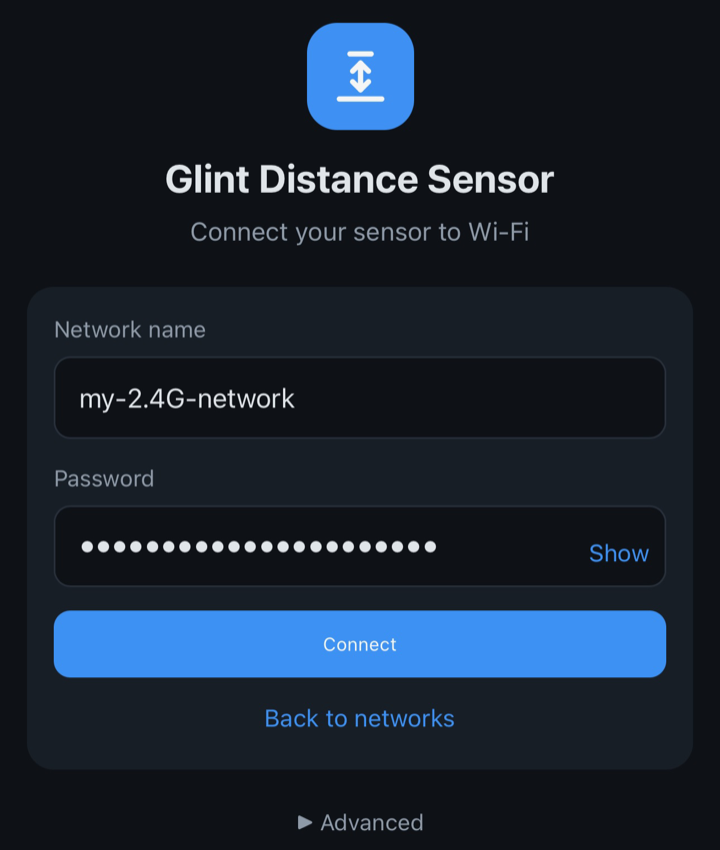 Glint Distance Sensor
Connect your sensor to Wi-Fi
Network name
my-2.4G-network
Password
●●●●●●●●●●●●●●●●●●●●●●
Show
Connect
Back to networks
▶ Advanced